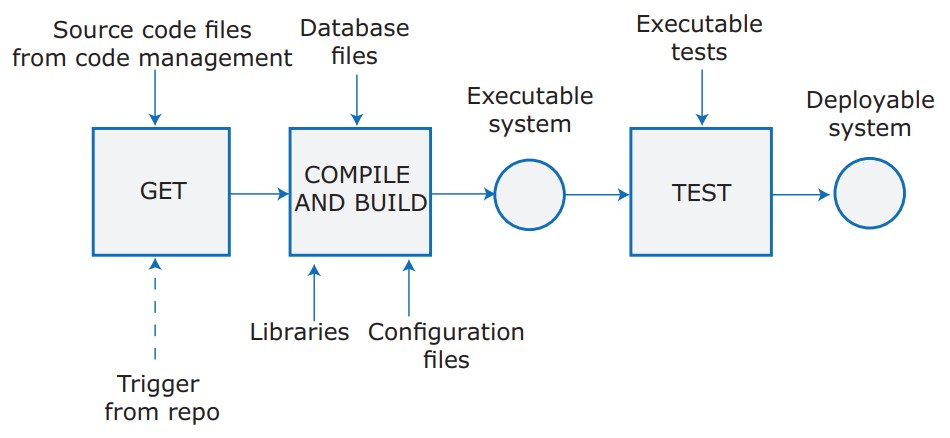 Source code files
from code management
Database
files
Executable
tests
Executable
system
Deployable
system
GET
COMPILE
AND BUILD
TEST
Libraries
Configuration
files
Trigger
from repo